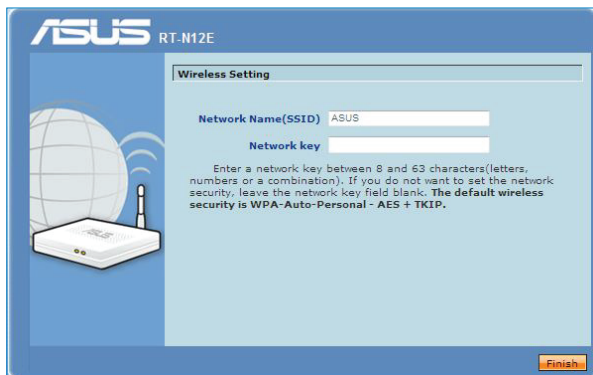 ASUS RT-N12E
Wireless Setting
Network Name(SSID) ASUS
Network key
Enter a network key between 8 and 63 characters(letters,
numbers or a combination). If you do not want to set the network
security, leave the network key field blank. The default wireless
security is WPA-Auto-Personal - AES + TKIP.
ASUS
Finish